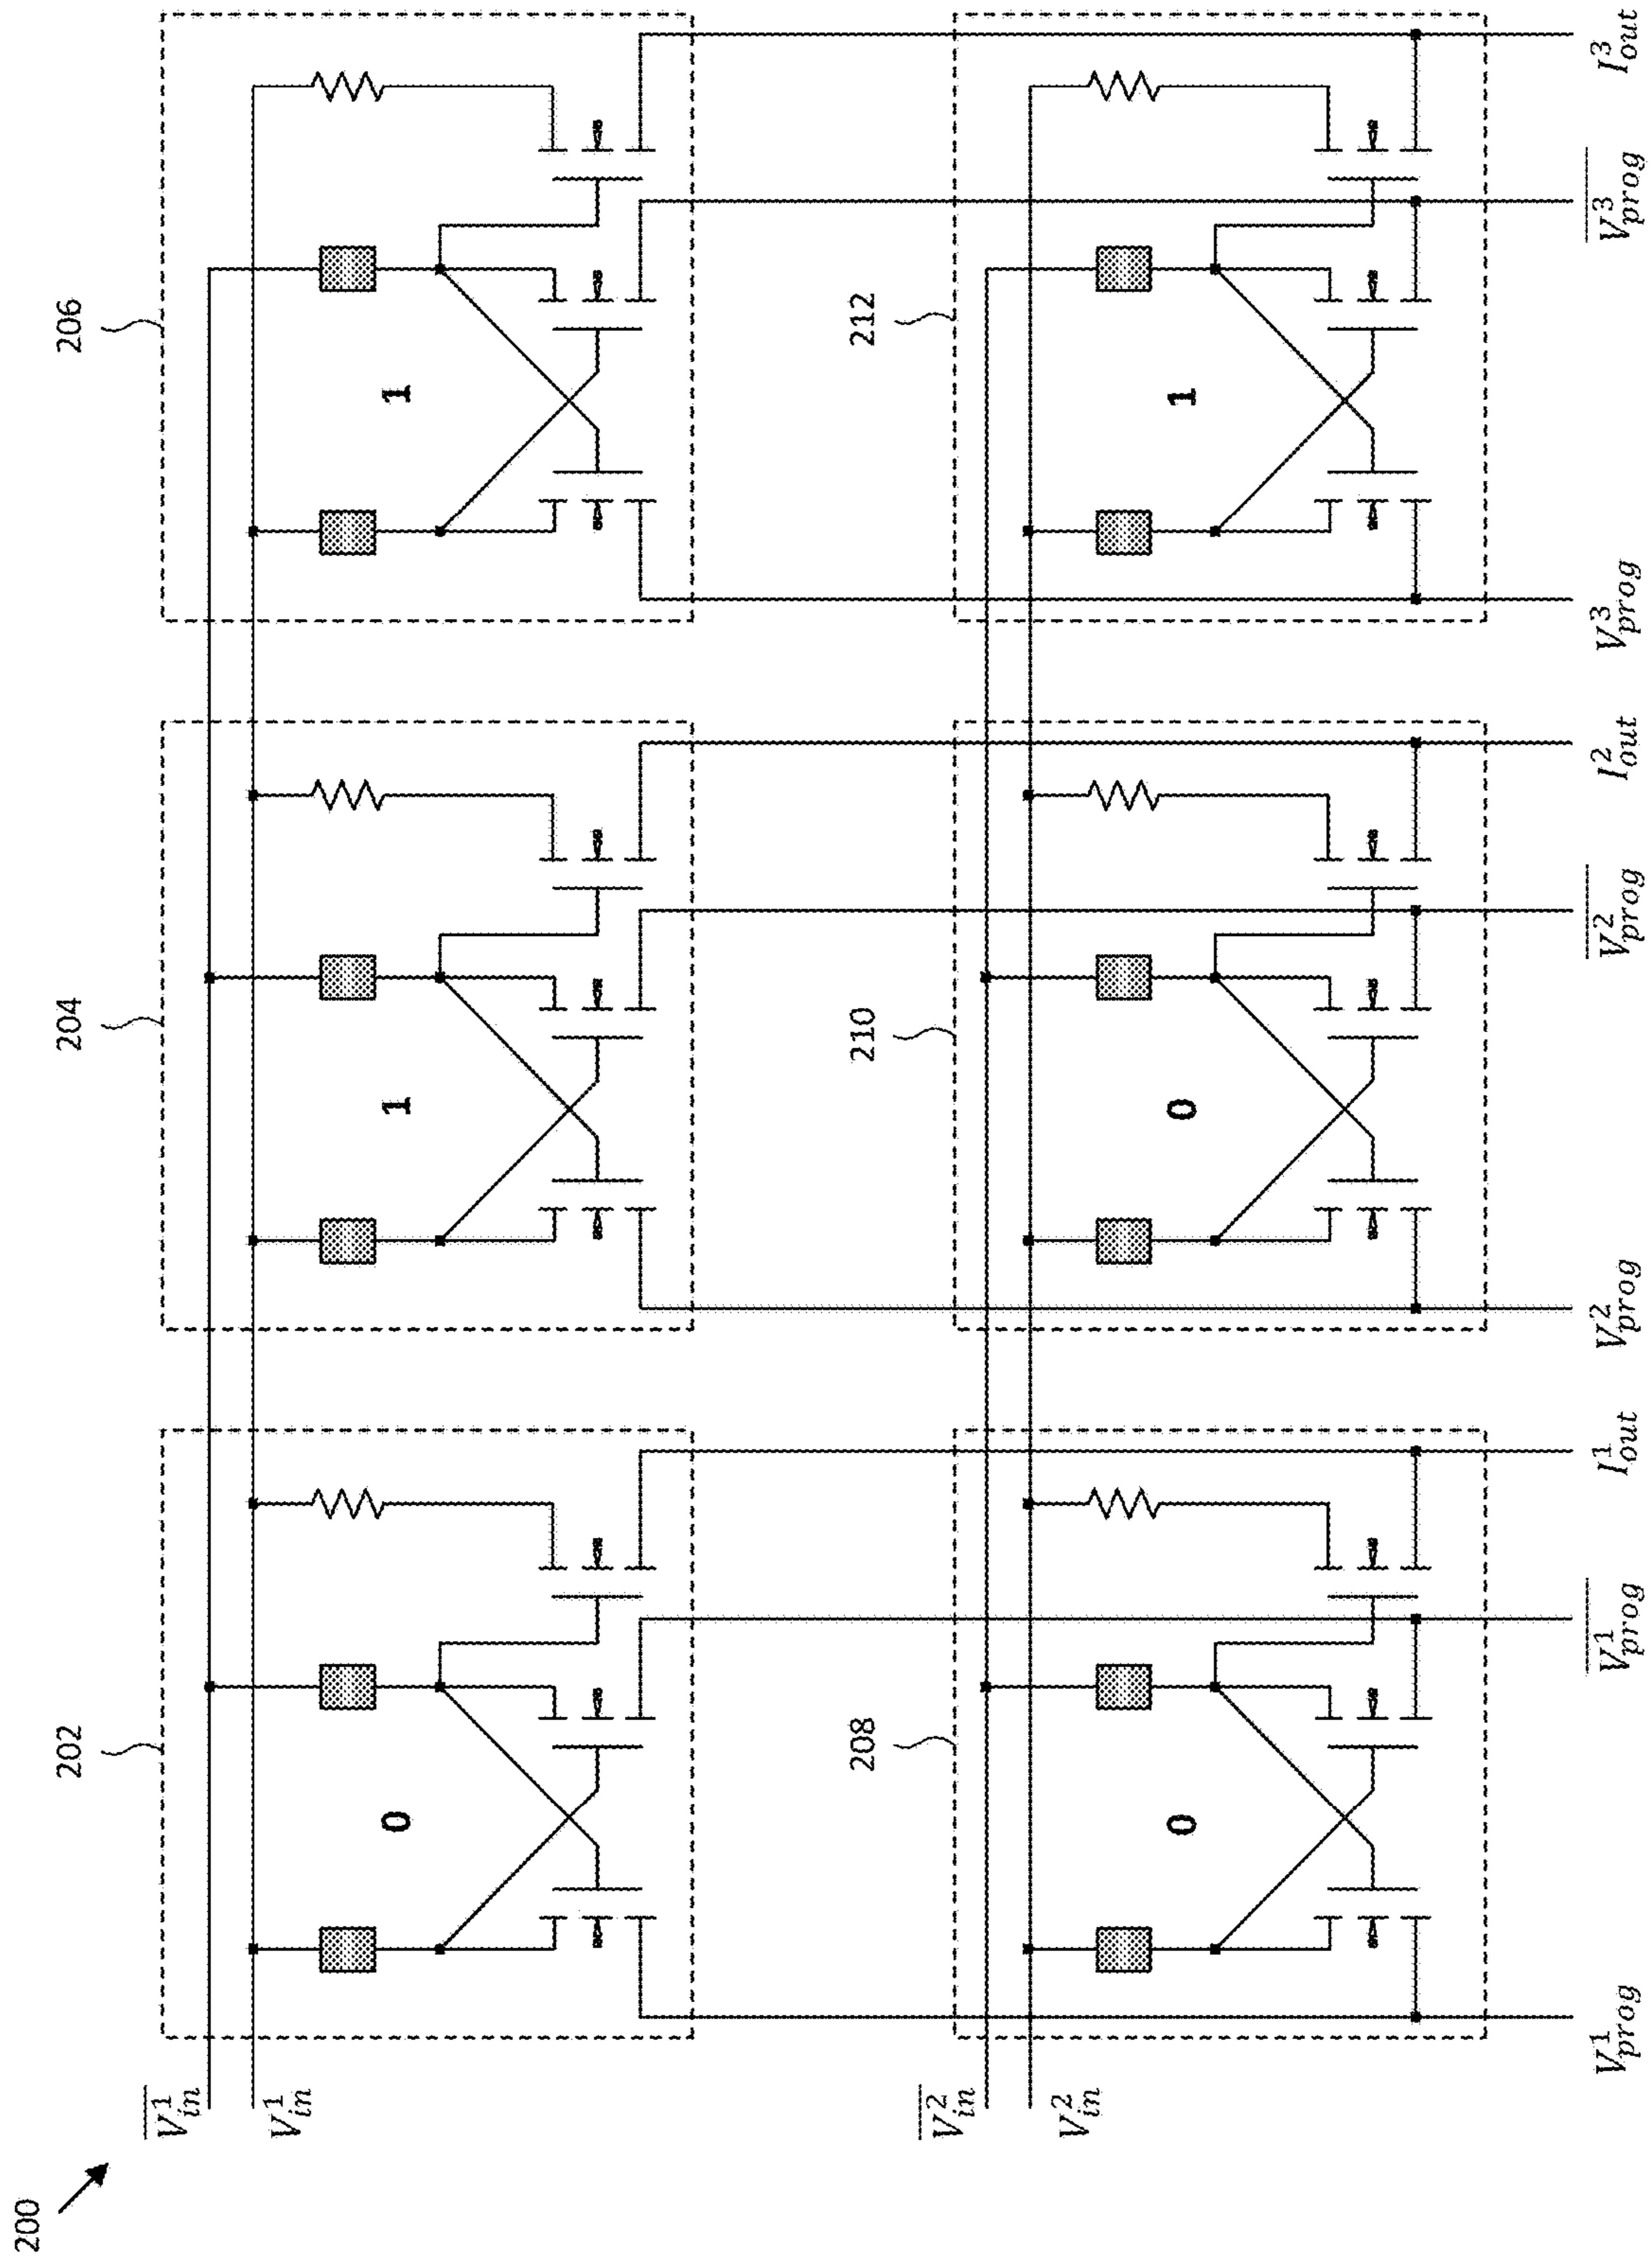 200
202
204
206
$\overline{V_{in}^1}$
$V_{in}^1$
0
1
1
208
210
212
$\overline{V_{in}^2}$
$V_{in}^2$
0
0
1
$V_{prog}^1$ $\overline{V_{prog}^1}$ $I_{out}^1$ $V_{prog}^2$ $\overline{V_{prog}^2}$ $I_{out}^2$ $V_{prog}^3$ $\overline{V_{prog}^3}$ $I_{out}^3$